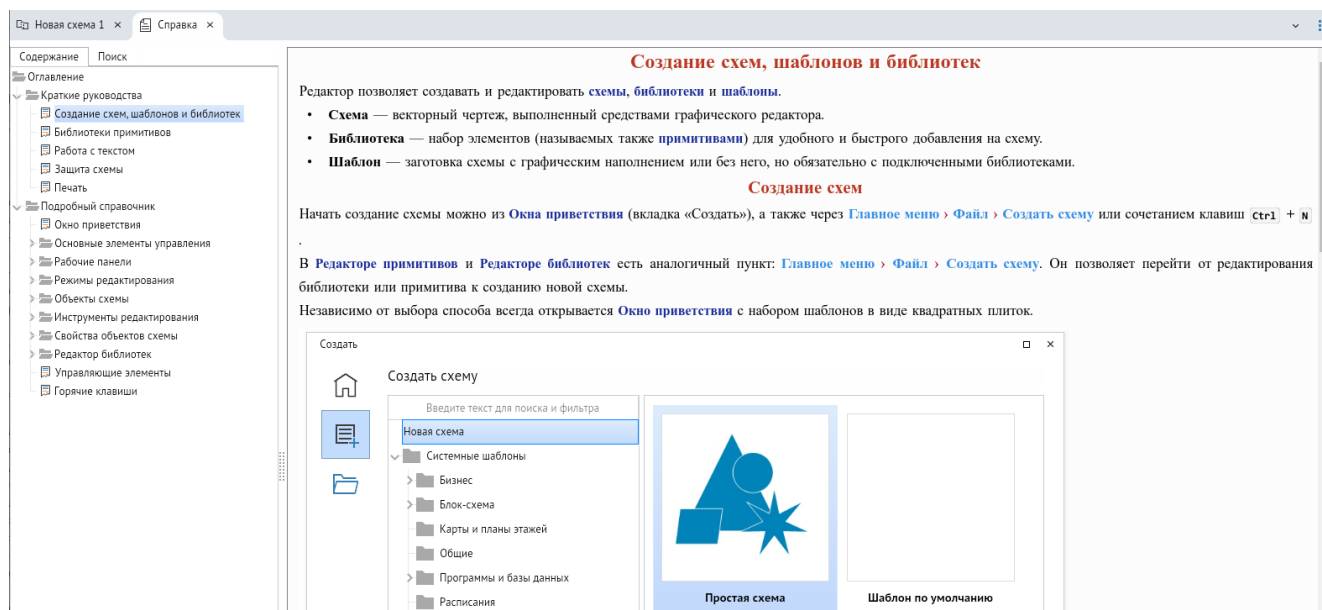 Новая схема 1 × Справка ×
Содержание Поиск
Оглавление
Краткие руководства
Создание схем, шаблонов и библиотек
Библиотеки примитивов
Работа с текстом
Защита схемы
Печать
Подробный справочник
Окно приветствия
Основные элементы управления
Рабочие панели
Режимы редактирования
Объекты схемы
Инструменты редактирования
Свойства объектов схемы
Редактор библиотек
Управляющие элементы
Горячие клавиши
Создание схем, шаблонов и библиотек
Редактор позволяет создавать и редактировать схемы, библиотеки и шаблоны.
• Схема — векторный чертеж, выполненный средствами графического редактора.
• Библиотека — набор элементов (называемых также примитивами) для удобного и быстрого добавления на схему.
• Шаблон — заготовка схемы с графическим наполнением или без него, но обязательно с подключенными библиотеками.
Создание схем
Начать создание схемы можно из Окна приветствия (вкладка «Создать»), а также через Главное меню › Файл › Создать схему или сочетанием клавиш Ctrl + N
.
В Редакторе примитивов и Редакторе библиотек есть аналогичный пункт: Главное меню › Файл › Создать схему. Он позволяет перейти от редактирования
библиотеки или примитива к созданию новой схемы.
Независимо от выбора способа всегда открывается Окно приветствия с набором шаблонов в виде квадратных плиток.
Создать
Создать схему
Введите текст для поиска и фильтра
Новая схема
Системные шаблоны
Бизнес
Блок-схема
Карты и планы этажей
Общие
Программы и базы данных
Расписания
Простая схема
Шаблон по умолчанию